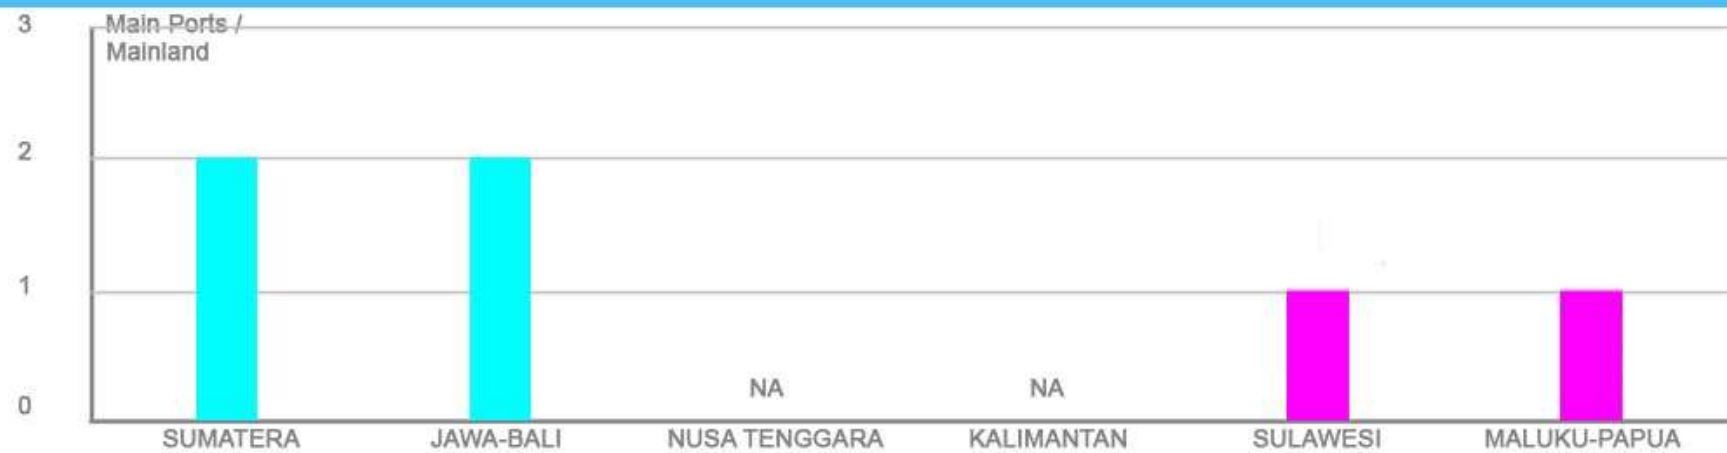 3
Main Ports /
Mainland
2
1
NA NA
0
SUMATERA JAWA-BALI NUSA TENGGARA KALIMANTAN SULAWESI MALUKU-PAPUA